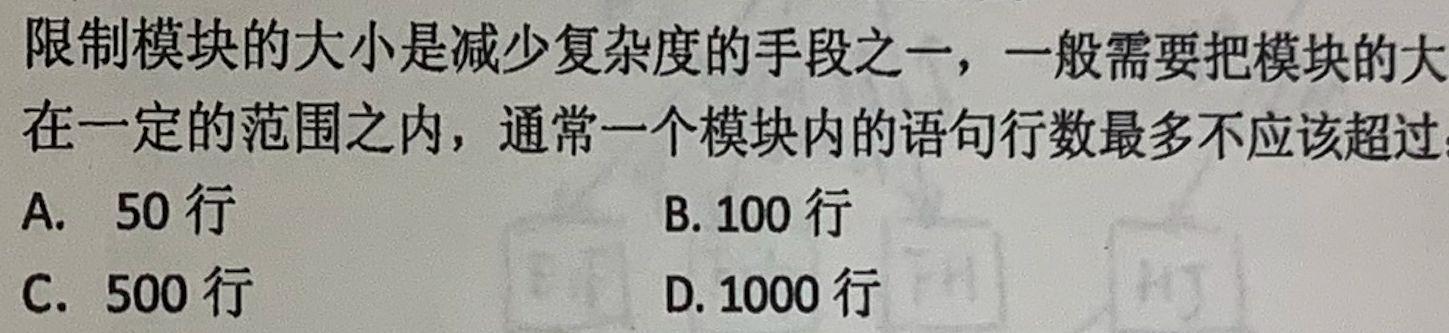 限制模块的大小是减少复杂度的手段之一，一般需要把模块的大
在一定的范围之内，通常一个模块内的语句行数最多不应该超过
A. 50 行
B. 100 行
C. 500 行
D. 1000 行